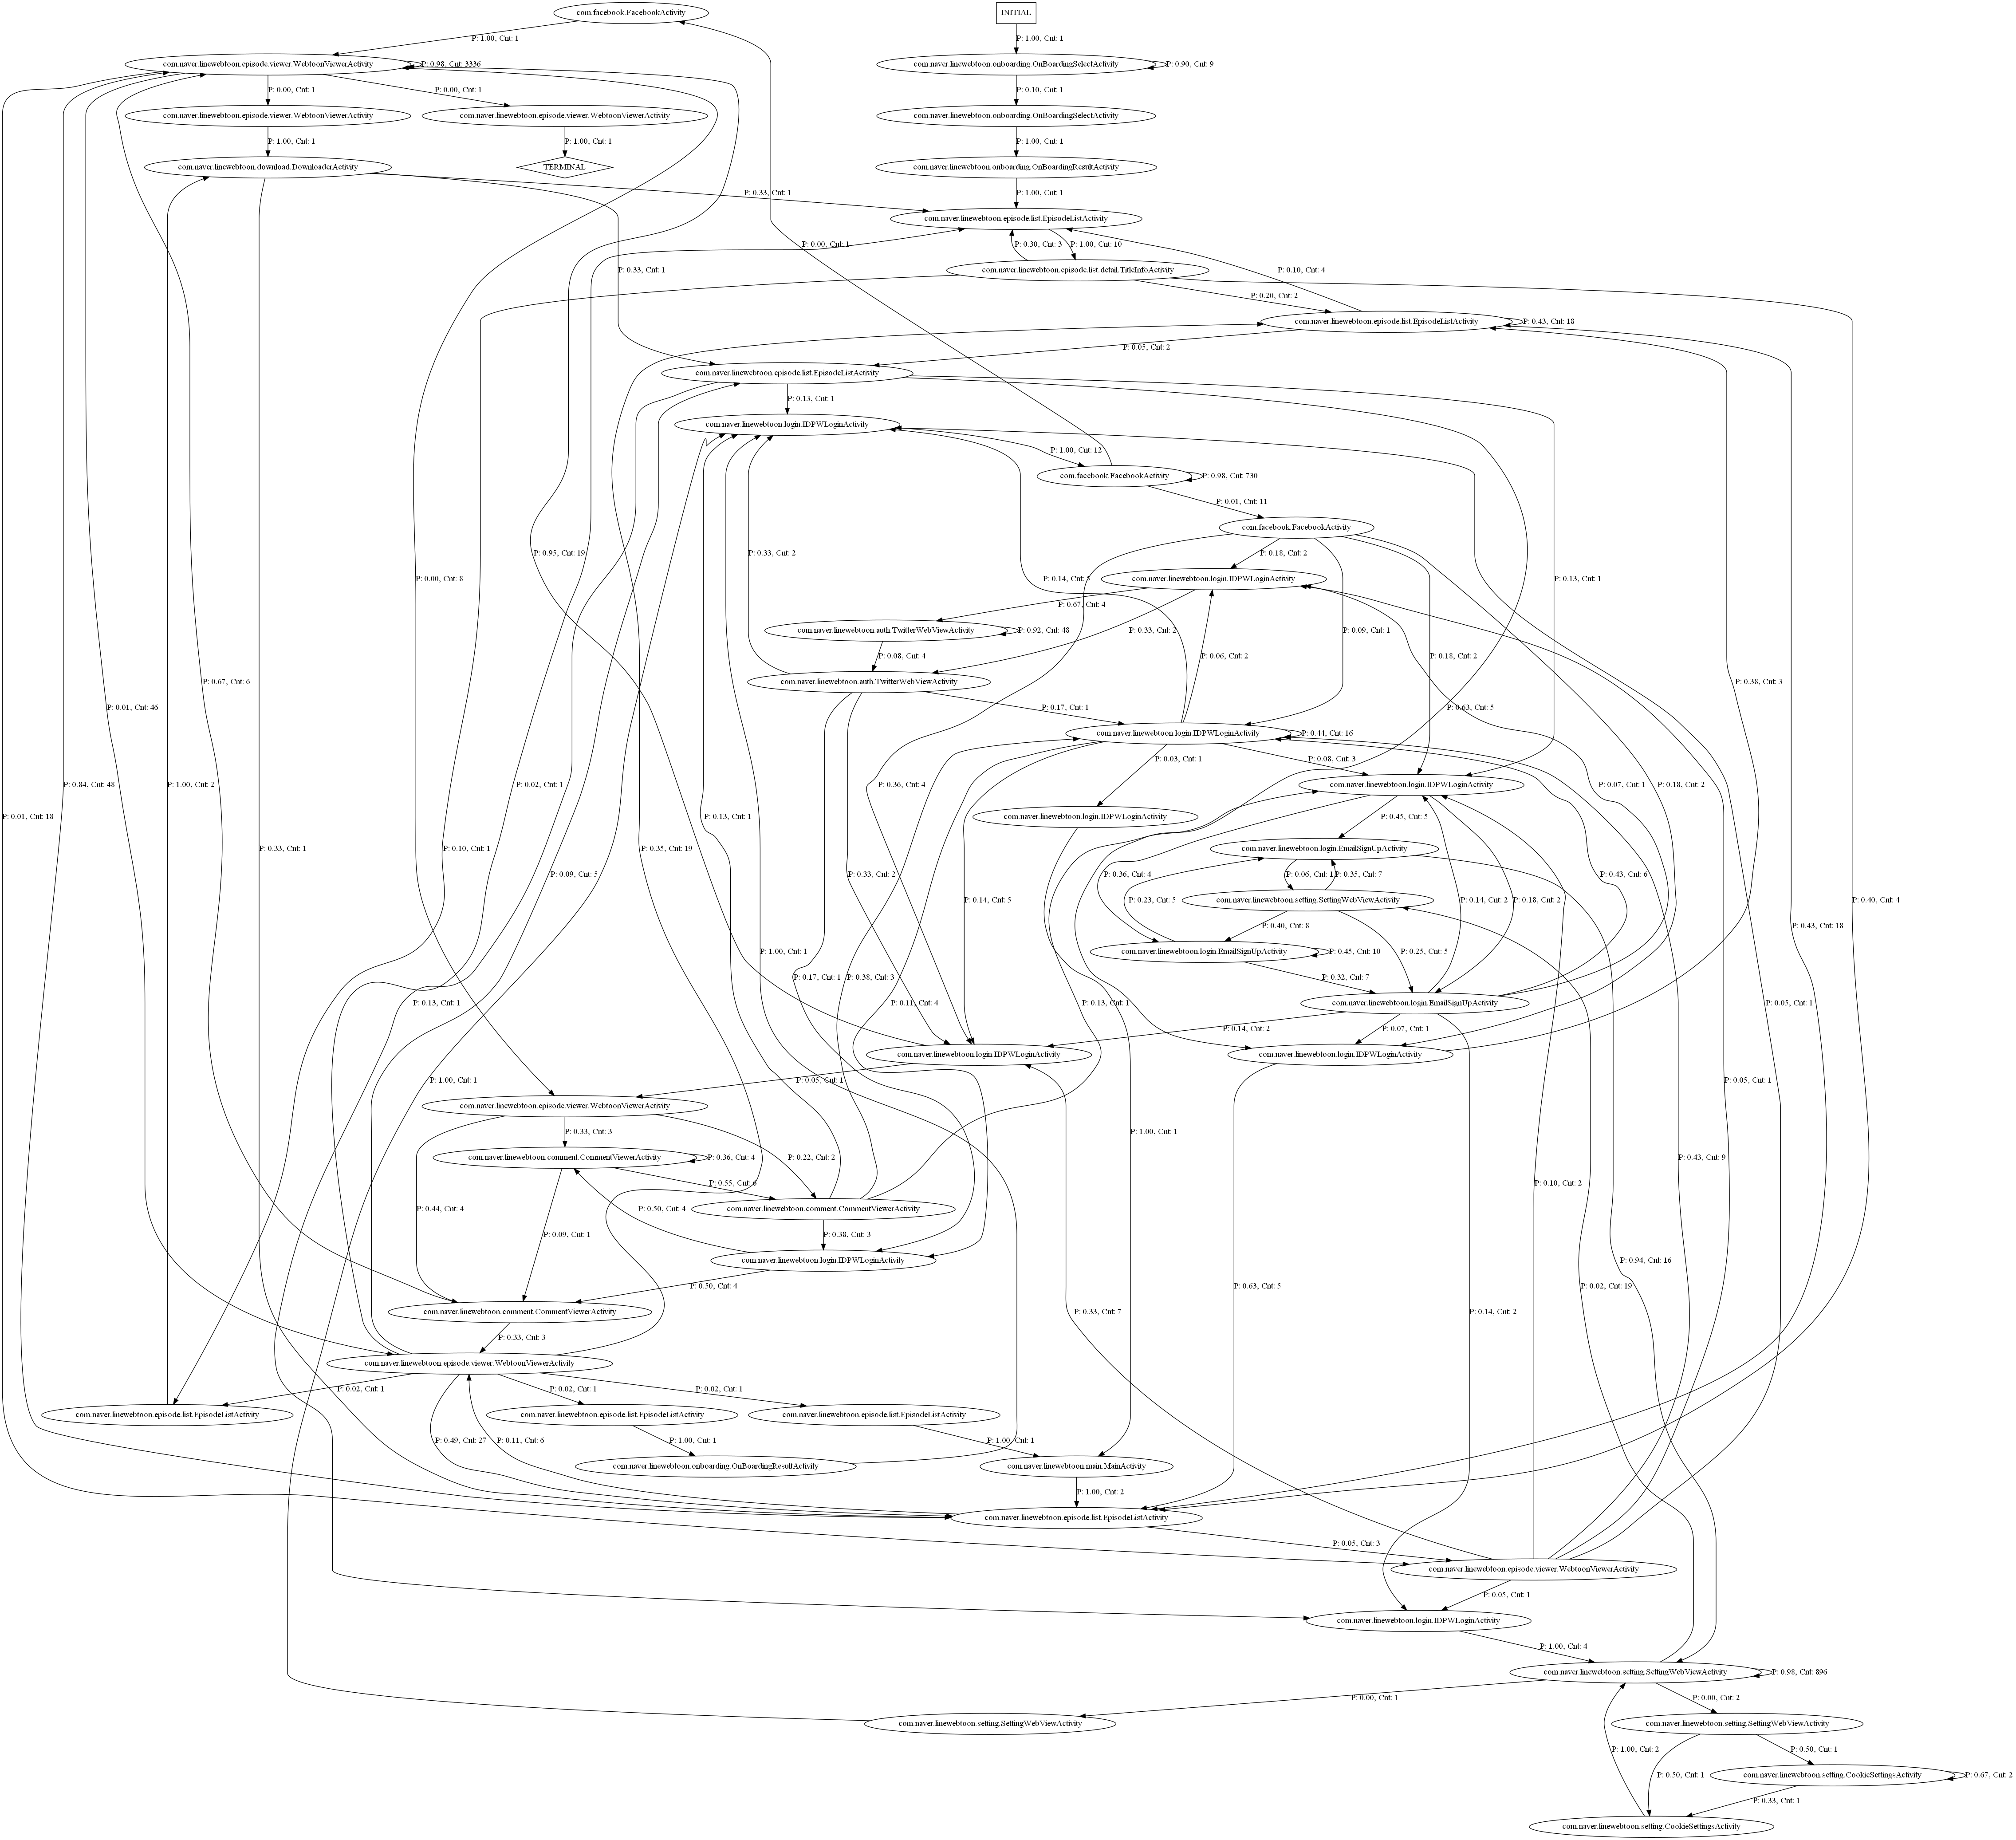 com.facebook.FacebookActivity
INITIAL
P: 1.00, Cnt: 1
P: 1.00, Cnt: 1
com.naver.linewebtoon.episode.viewer.WebtoonViewerActivity
P: 0.98, Cnt: 3336
com.naver.linewebtoon.onboarding.OnBoardingSelectActivity
P: 0.90, Cnt: 9
P: 0.00, Cnt: 1
P: 0.00, Cnt: 1
P: 0.10, Cnt: 1
com.naver.linewebtoon.episode.viewer.WebtoonViewerActivity
com.naver.linewebtoon.episode.viewer.WebtoonViewerActivity
com.naver.linewebtoon.onboarding.OnBoardingSelectActivity
P: 1.00, Cnt: 1
P: 1.00, Cnt: 1
P: 1.00, Cnt: 1
com.naver.linewebtoon.download.DownloaderActivity
TERMINAL
com.naver.linewebtoon.onboarding.OnBoardingResultActivity
P: 0.33, Cnt: 1
P: 1.00, Cnt: 1
com.naver.linewebtoon.episode.list.EpisodeListActivity
P: 0.00, Cnt: 1
P: 0.30, Cnt: 3
P: 1.00, Cnt: 10
P: 0.33, Cnt: 1
com.naver.linewebtoon.episode.list.detail.TitleInfoActivity
P: 0.10, Cnt: 4
P: 0.20, Cnt: 2
com.naver.linewebtoon.episode.list.EpisodeListActivity
P: 0.43, Cnt: 18
P: 0.05, Cnt: 2
com.naver.linewebtoon.episode.list.EpisodeListActivity
P: 0.13, Cnt: 1
com.naver.linewebtoon.login.IDPWLoginActivity
P: 1.00, Cnt: 12
com.facebook.FacebookActivity
P: 0.98, Cnt: 730
P: 0.01, Cnt: 11
com.facebook.FacebookActivity
P: 0.95, Cnt: 19
P: 0.33, Cnt: 2
P: 0.18, Cnt: 2
P: 0.00, Cnt: 8
P: 0.14, Cnt: 5
com.naver.linewebtoon.login.IDPWLoginActivity
P: 0.13, Cnt: 1
P: 0.67, Cnt: 4
com.naver.linewebtoon.auth.TwitterWebViewActivity
P: 0.92, Cnt: 48
P: 0.33, Cnt: 2
P: 0.09, Cnt: 1
P: 0.08, Cnt: 4
P: 0.06, Cnt: 2
P: 0.18, Cnt: 2
P: 0.67, Cnt: 6
com.naver.linewebtoon.auth.TwitterWebViewActivity
P: 0.38, Cnt: 3
P: 0.01, Cnt: 46
P: 0.17, Cnt: 1
P: 0.63, Cnt: 5
com.naver.linewebtoon.login.IDPWLoginActivity
P: 0.44, Cnt: 16
P: 0.03, Cnt: 1
P: 0.08, Cnt: 3
P: 0.84, Cnt: 48
P: 1.00, Cnt: 2
P: 0.02, Cnt: 1
P: 0.36, Cnt: 4
com.naver.linewebtoon.login.IDPWLoginActivity
P: 0.07, Cnt: 1
P: 0.18, Cnt: 2
P: 0.01, Cnt: 18
P: 0.13, Cnt: 1
com.naver.linewebtoon.login.IDPWLoginActivity
P: 0.45, Cnt: 5
P: 0.33, Cnt: 1
P: 0.10, Cnt: 1
P: 0.35, Cnt: 19
com.naver.linewebtoon.login.EmailSignUpActivity
P: 0.43, Cnt: 18
P: 0.40, Cnt: 4
P: 0.09, Cnt: 5
P: 0.33, Cnt: 2
P: 0.36, Cnt: 4
P: 0.06, Cnt: 1
P: 0.35, Cnt: 7
P: 0.14, Cnt: 5
P: 0.23, Cnt: 5
com.naver.linewebtoon.setting.SettingWebViewActivity
P: 0.14, Cnt: 2
P: 0.18, Cnt: 2
P: 0.43, Cnt: 6
P: 0.40, Cnt: 8
com.naver.linewebtoon.login.EmailSignUpActivity
P: 0.45, Cnt: 10
P: 0.25, Cnt: 5
P: 1.00, Cnt: 1
P: 0.17, Cnt: 1
P: 0.38, Cnt: 3
P: 0.32, Cnt: 7
P: 0.13, Cnt: 1
P: 0.11, Cnt: 4
P: 0.13, Cnt: 1
com.naver.linewebtoon.login.EmailSignUpActivity
P: 0.05, Cnt: 1
P: 0.14, Cnt: 2
P: 0.07, Cnt: 1
com.naver.linewebtoon.login.IDPWLoginActivity
com.naver.linewebtoon.login.IDPWLoginActivity
P: 1.00, Cnt: 1
P: 0.05, Cnt: 1
P: 0.05, Cnt: 1
com.naver.linewebtoon.episode.viewer.WebtoonViewerActivity
P: 0.33, Cnt: 3
P: 1.00, Cnt: 1
com.naver.linewebtoon.comment.CommentViewerActivity
P: 0.36, Cnt: 4
P: 0.22, Cnt: 2
P: 0.43, Cnt: 9
P: 0.55, Cnt: 6
P: 0.10, Cnt: 2
P: 0.44, Cnt: 4
P: 0.50, Cnt: 4
com.naver.linewebtoon.comment.CommentViewerActivity
P: 0.09, Cnt: 1
P: 0.38, Cnt: 3
com.naver.linewebtoon.login.IDPWLoginActivity
P: 0.94, Cnt: 16
P: 0.02, Cnt: 19
P: 0.50, Cnt: 4
P: 0.63, Cnt: 5
com.naver.linewebtoon.comment.CommentViewerActivity
P: 0.33, Cnt: 7
P: 0.14, Cnt: 2
P: 0.33, Cnt: 3
com.naver.linewebtoon.episode.viewer.WebtoonViewerActivity
P: 0.02, Cnt: 1
P: 0.02, Cnt: 1
P: 0.02, Cnt: 1
com.naver.linewebtoon.episode.list.EpisodeListActivity
com.naver.linewebtoon.episode.list.EpisodeListActivity
com.naver.linewebtoon.episode.list.EpisodeListActivity
P: 0.49, Cnt: 27
P: 0.11, Cnt: 6
P: 1.00, Cnt: 1
P: 1.00, Cnt: 1
com.naver.linewebtoon.onboarding.OnBoardingResultActivity
com.naver.linewebtoon.main.MainActivity
P: 1.00, Cnt: 2
com.naver.linewebtoon.episode.list.EpisodeListActivity
P: 0.05, Cnt: 3
com.naver.linewebtoon.episode.viewer.WebtoonViewerActivity
P: 0.05, Cnt: 1
com.naver.linewebtoon.login.IDPWLoginActivity
P: 1.00, Cnt: 4
com.naver.linewebtoon.setting.SettingWebViewActivity
P: 0.98, Cnt: 896
P: 0.00, Cnt: 1
P: 0.00, Cnt: 2
com.naver.linewebtoon.setting.SettingWebViewActivity
com.naver.linewebtoon.setting.SettingWebViewActivity
P: 1.00, Cnt: 2
P: 0.50, Cnt: 1
P: 0.50, Cnt: 1
com.naver.linewebtoon.setting.CookieSettingsActivity
P: 0.67, Cnt: 2
P: 0.33, Cnt: 1
com.naver.linewebtoon.setting.CookieSettingsActivity